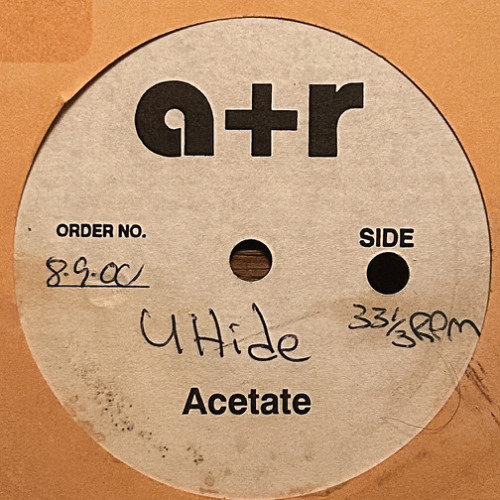 a+r
ORDER NO.
SIDE
8-9-00
33 1/3 RPM
U Hide
Acetate